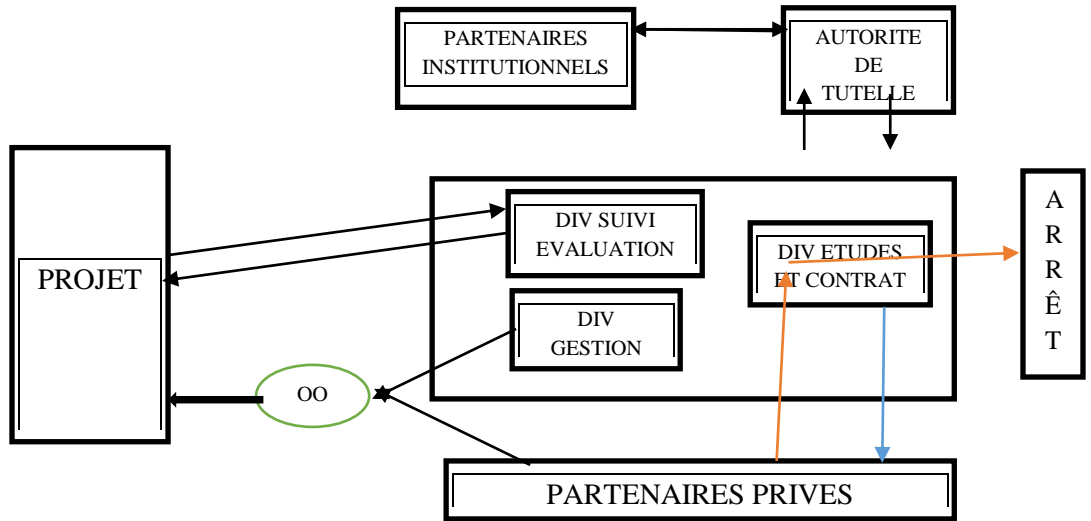 PARTENAIRES
INSTITUTIONNELS
AUTORITE
DE
TUTELLE
PROJET
DIV SUIVI
EVALUATION
DIV ETUDES
ET CONTRAT
DIV
GESTION
OO
A
R
R
Ê
T
PARTENAIRES PRIVES